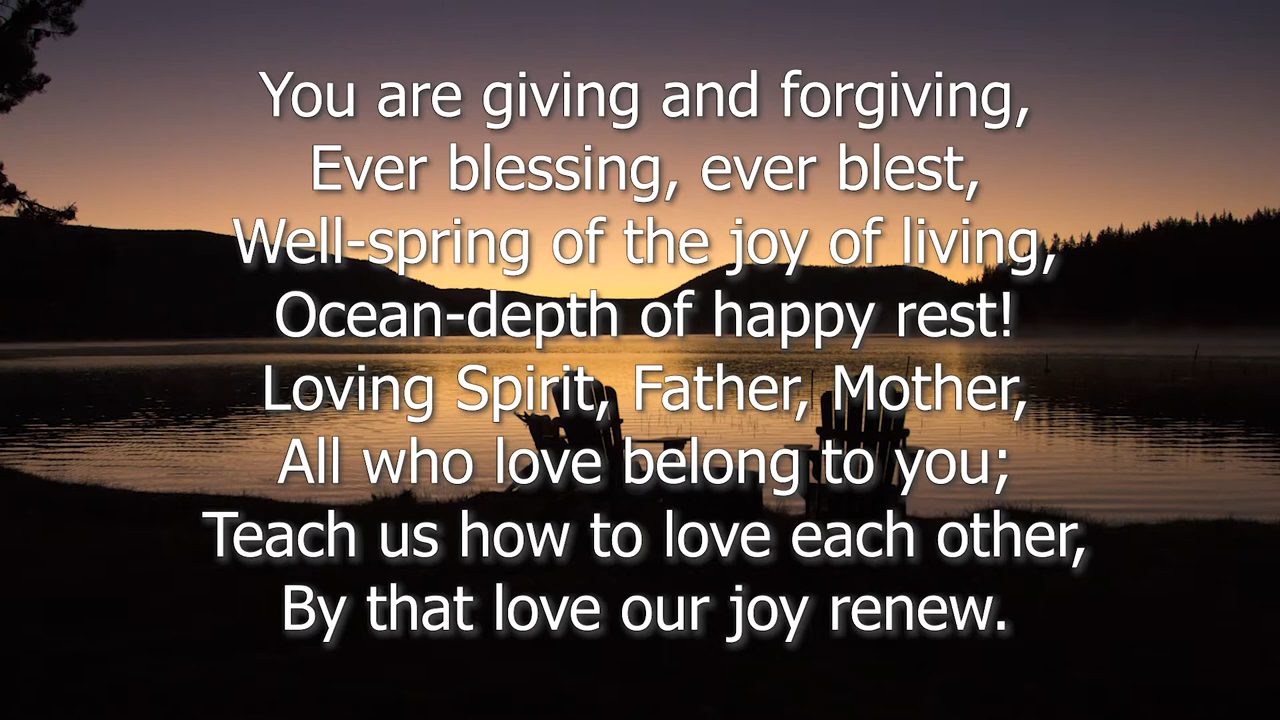 You are giving and forgiving,
Ever blessing, ever blest,
Well-spring of the joy of living,
Ocean-depth of happy rest!
Loving Spirit, Father, Mother,
All who love belong to you;
Teach us how to love each other,
By that love our joy renew.